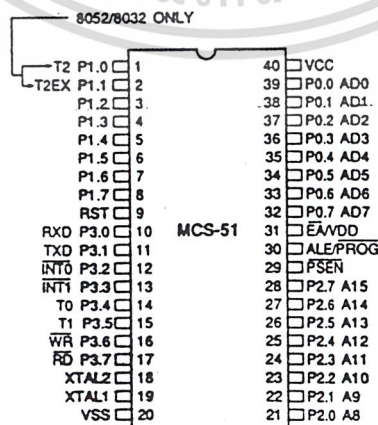 8052/8032 ONLY
T2 P1.0 1 40 VCC
T2EX P1.1 2 39 P0.0 AD0
P1.2 3 38 P0.1 AD1
P1.3 4 37 P0.2 AD2
P1.4 5 36 P0.3 AD3
P1.5 6 35 P0.4 AD4
P1.6 7 34 P0.5 AD5
P1.7 8 33 P0.6 AD6
RST 9 32 P0.7 AD7
RXD P3.0 10 MCS-51 31 EA/VDD
TXD P3.1 11 30 ALE/PROG
INT0 P3.2 12 29 PSEN
INT1 P3.3 13 28 P2.7 A15
T0 P3.4 14 27 P2.6 A14
T1 P3.5 15 26 P2.5 A13
WR P3.6 16 25 P2.4 A12
RD P3.7 17 24 P2.3 A11
XTAL2 18 23 P2.2 A10
XTAL1 19 22 P2.1 A9
VSS 20 21 P2.0 A8